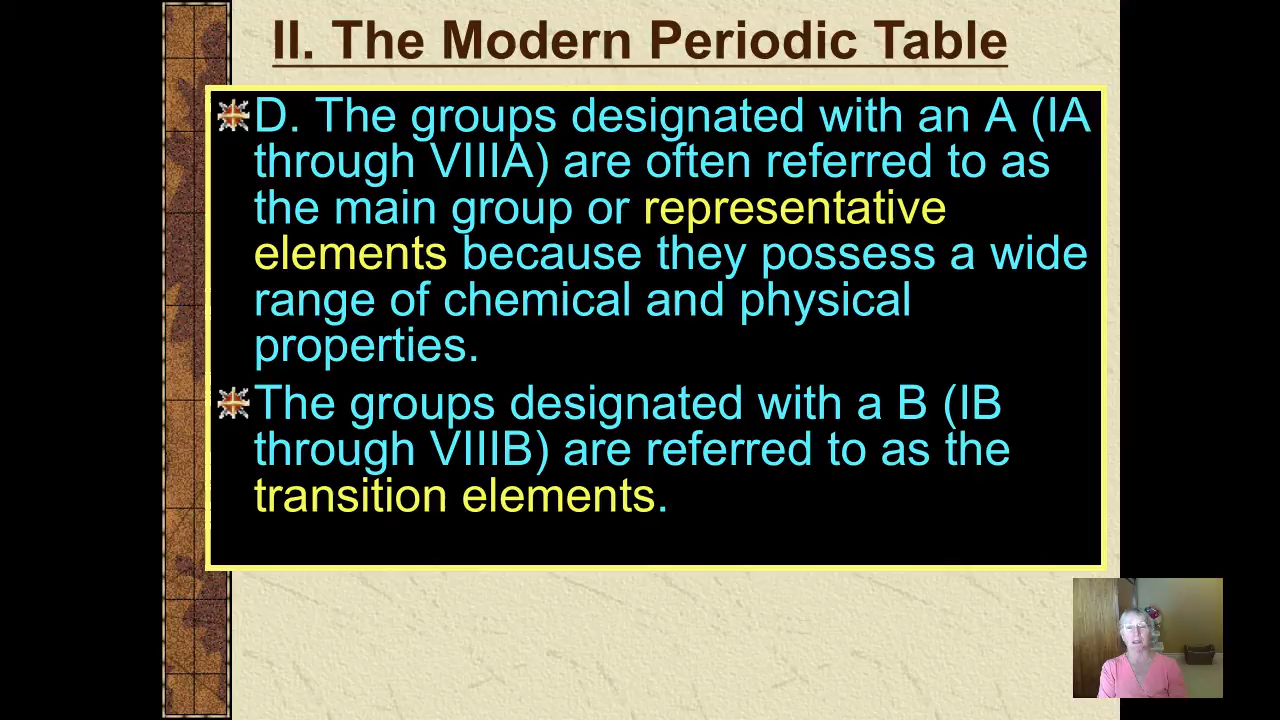 II. The Modern Periodic Table
D. The groups designated with an A (IA
through VIIIA) are often referred to as
the main group or representative
elements because they possess a wide
range of chemical and physical
properties.
The groups designated with a B (IB
through VIIIB) are referred to as the
transition elements.